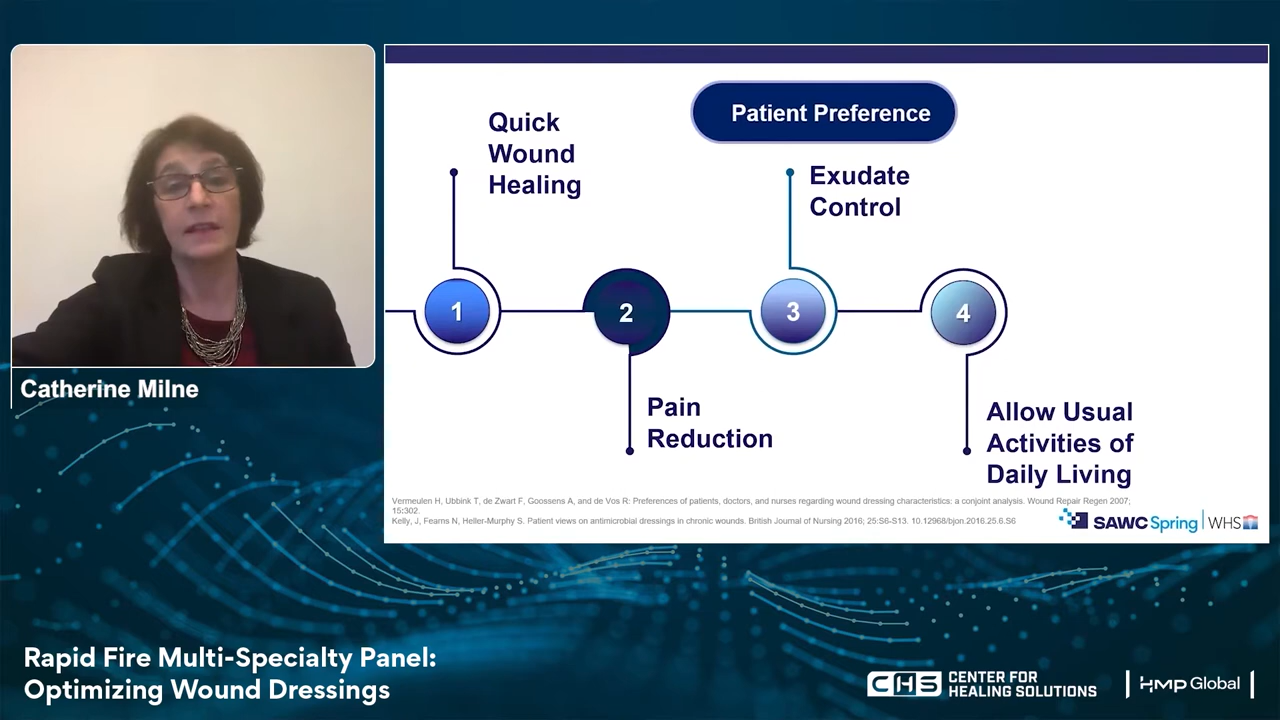 Patient Preference
Quick
Wound
Healing
Exudate
Control
1
2
3
4
Pain
Reduction
Allow Usual
Activities of
Daily Living
Vermeulen H, Ubbink T, de Zwart F, Goossens A, and de Vos R: Preferences of patients, doctors, and nurses regarding wound dressing characteristics: a conjoint analysis. Wound Repair Regen 2007;
15:302.
Kelly, J, Fearns N, Heller-Murphy S. Patient views on antimicrobial dressings in chronic wounds. British Journal of Nursing 2016; 25:S6-S13. 10.12968/bjon.2016.25.6.S6
SAWC Spring | WHS
Catherine Milne
Rapid Fire Multi-Specialty Panel:
Optimizing Wound Dressings
CHS CENTER FOR
HEALING SOLUTIONS
HMP Global